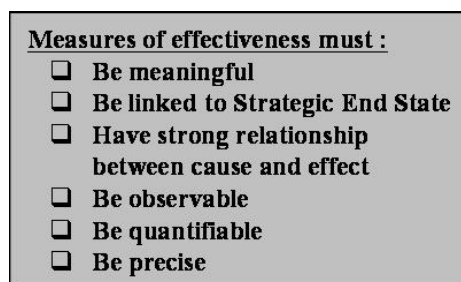 Measures of effectiveness must :
❑ Be meaningful
❑ Be linked to Strategic End State
❑ Have strong relationship
between cause and effect
❑ Be observable
❑ Be quantifiable
❑ Be precise